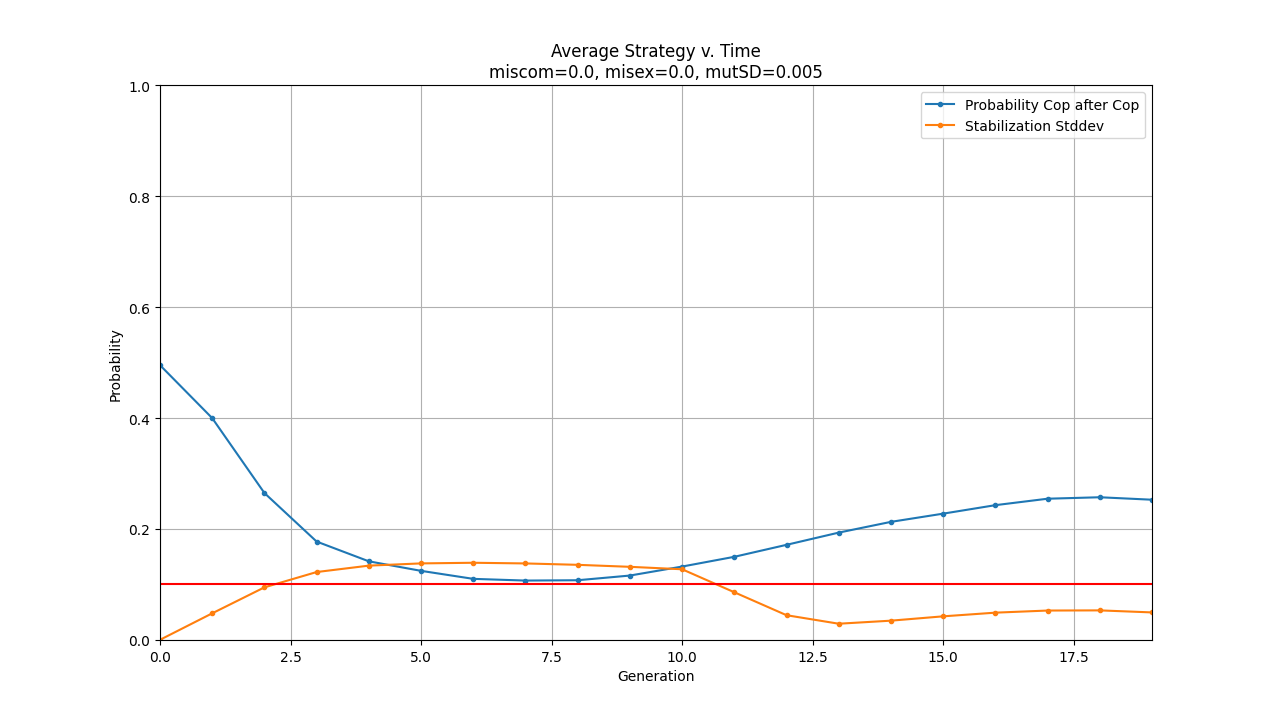 Average Strategy v. Time
miscom=0.0, misex=0.0, mutSD=0.005
Probability Cop after Cop
Stabilization Stddev
Probability
1.0
0.8
0.6
0.4
0.2
0.0
0.0 2.5 5.0 7.5 10.0 12.5 15.0 17.5
Generation